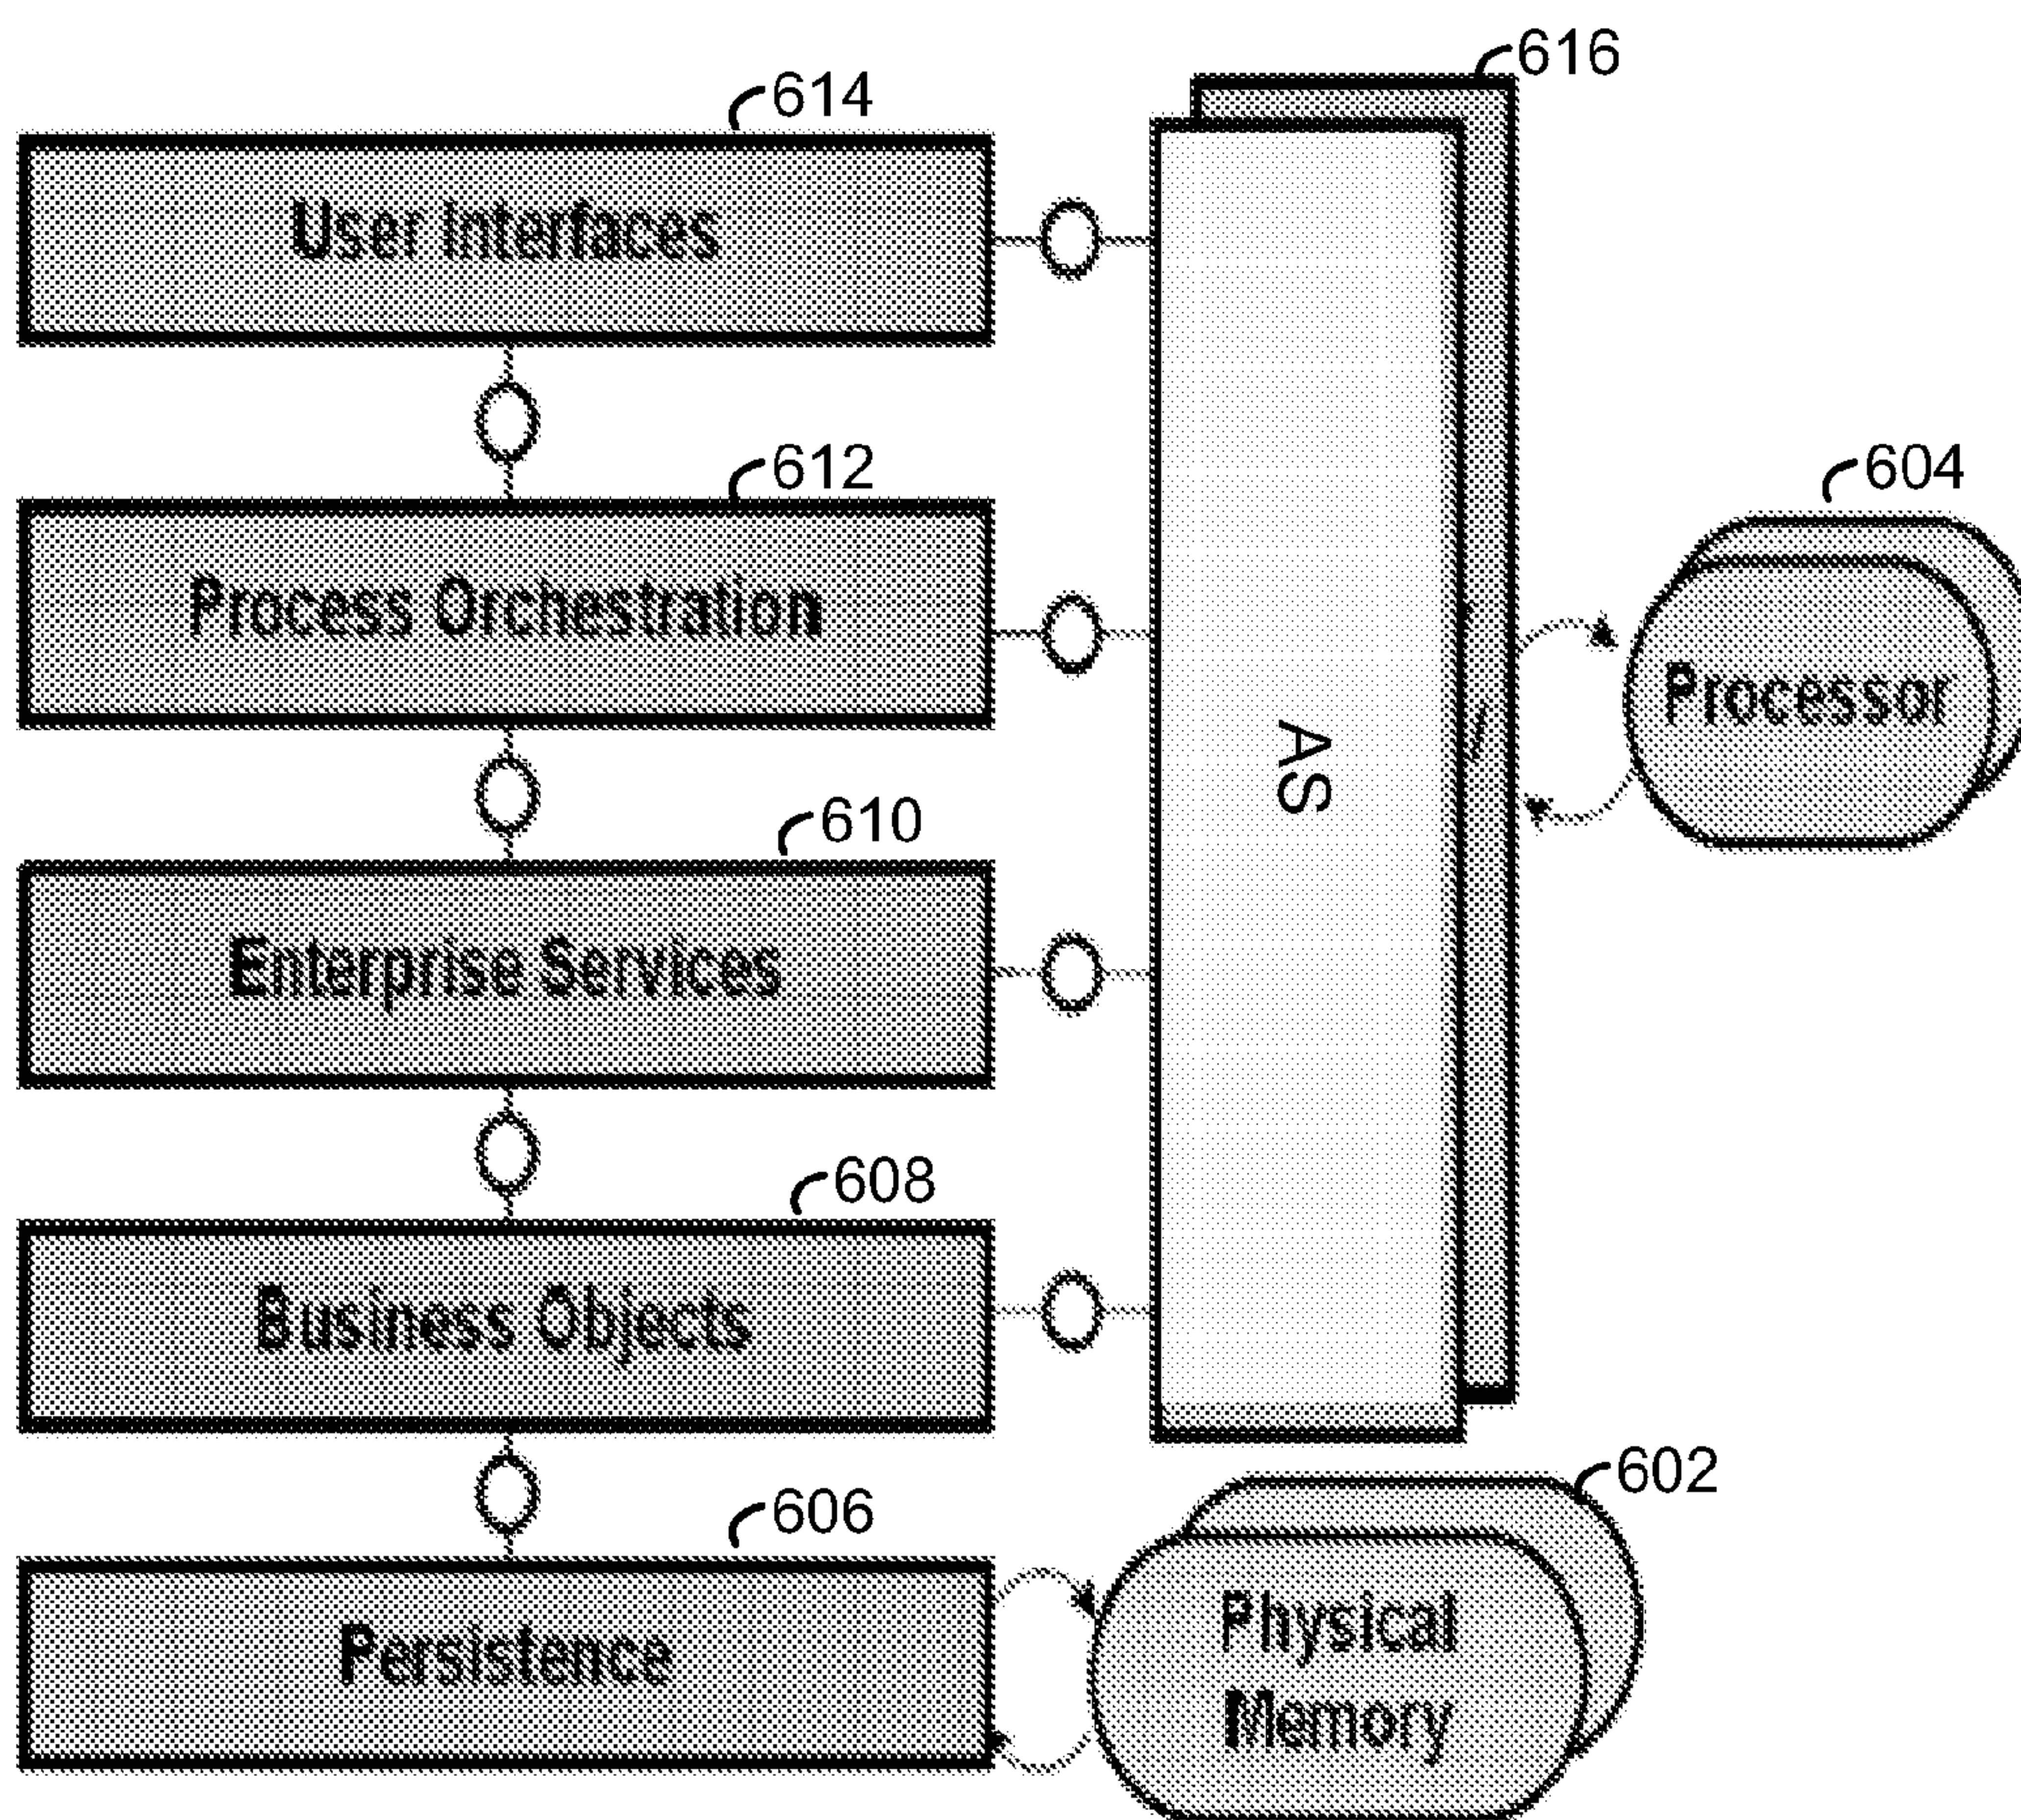 616
614
User Interfaces
612
604
Process Orchestration
Processor
AS
610
Enterprise Services
608
Business Objects
602
606
Physical
Persistence
Memory